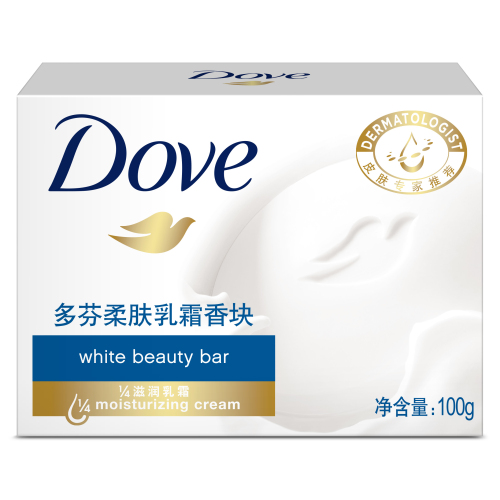 Dove
Dove
DERMATOLOGIST
皮肤专家推荐
多芬柔肤乳霜香块
white beauty bar
¼滋润乳霜
¼ moisturizing cream
净含量:100g